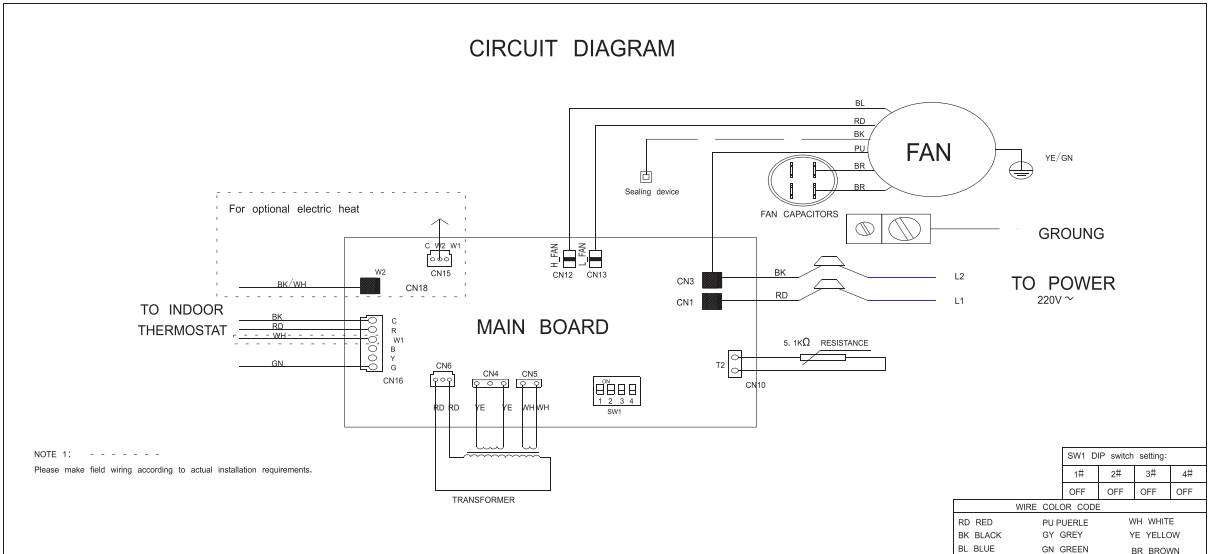 CIRCUIT DIAGRAM
BL
RD
BK
PU
BR
BR
FAN
YE/GN
Sealing device
FAN CAPACITORS
GROUNG
For optional electric heat
C W2 W1
CN15
W2
CN18
BK/WH
H_FAN
L_FAN
CN12 CN13
CN3
CN1
BK
RD
L2
L1
TO POWER
220V ~
TO INDOOR
THERMOSTAT
BK
RD
WH
GN
C
R
W1
B
Y
G
CN16
MAIN BOARD
5.1KΩ RESISTANCE
T2
CN10
CN6
CN4
CN5
RD RD YE YE WH WH
ON
1 2 3 4
SW1
TRANSFORMER
NOTE 1: - - - - - - -
Please make field wiring according to actual installation requirements.
SW1 DIP switch setting:
1# 2# 3# 4#
OFF OFF OFF OFF
WIRE COLOR CODE
RD RED PU PUERLE WH WHITE
BK BLACK GY GREY YE YELLOW
BL BLUE GN GREEN BR BROWN